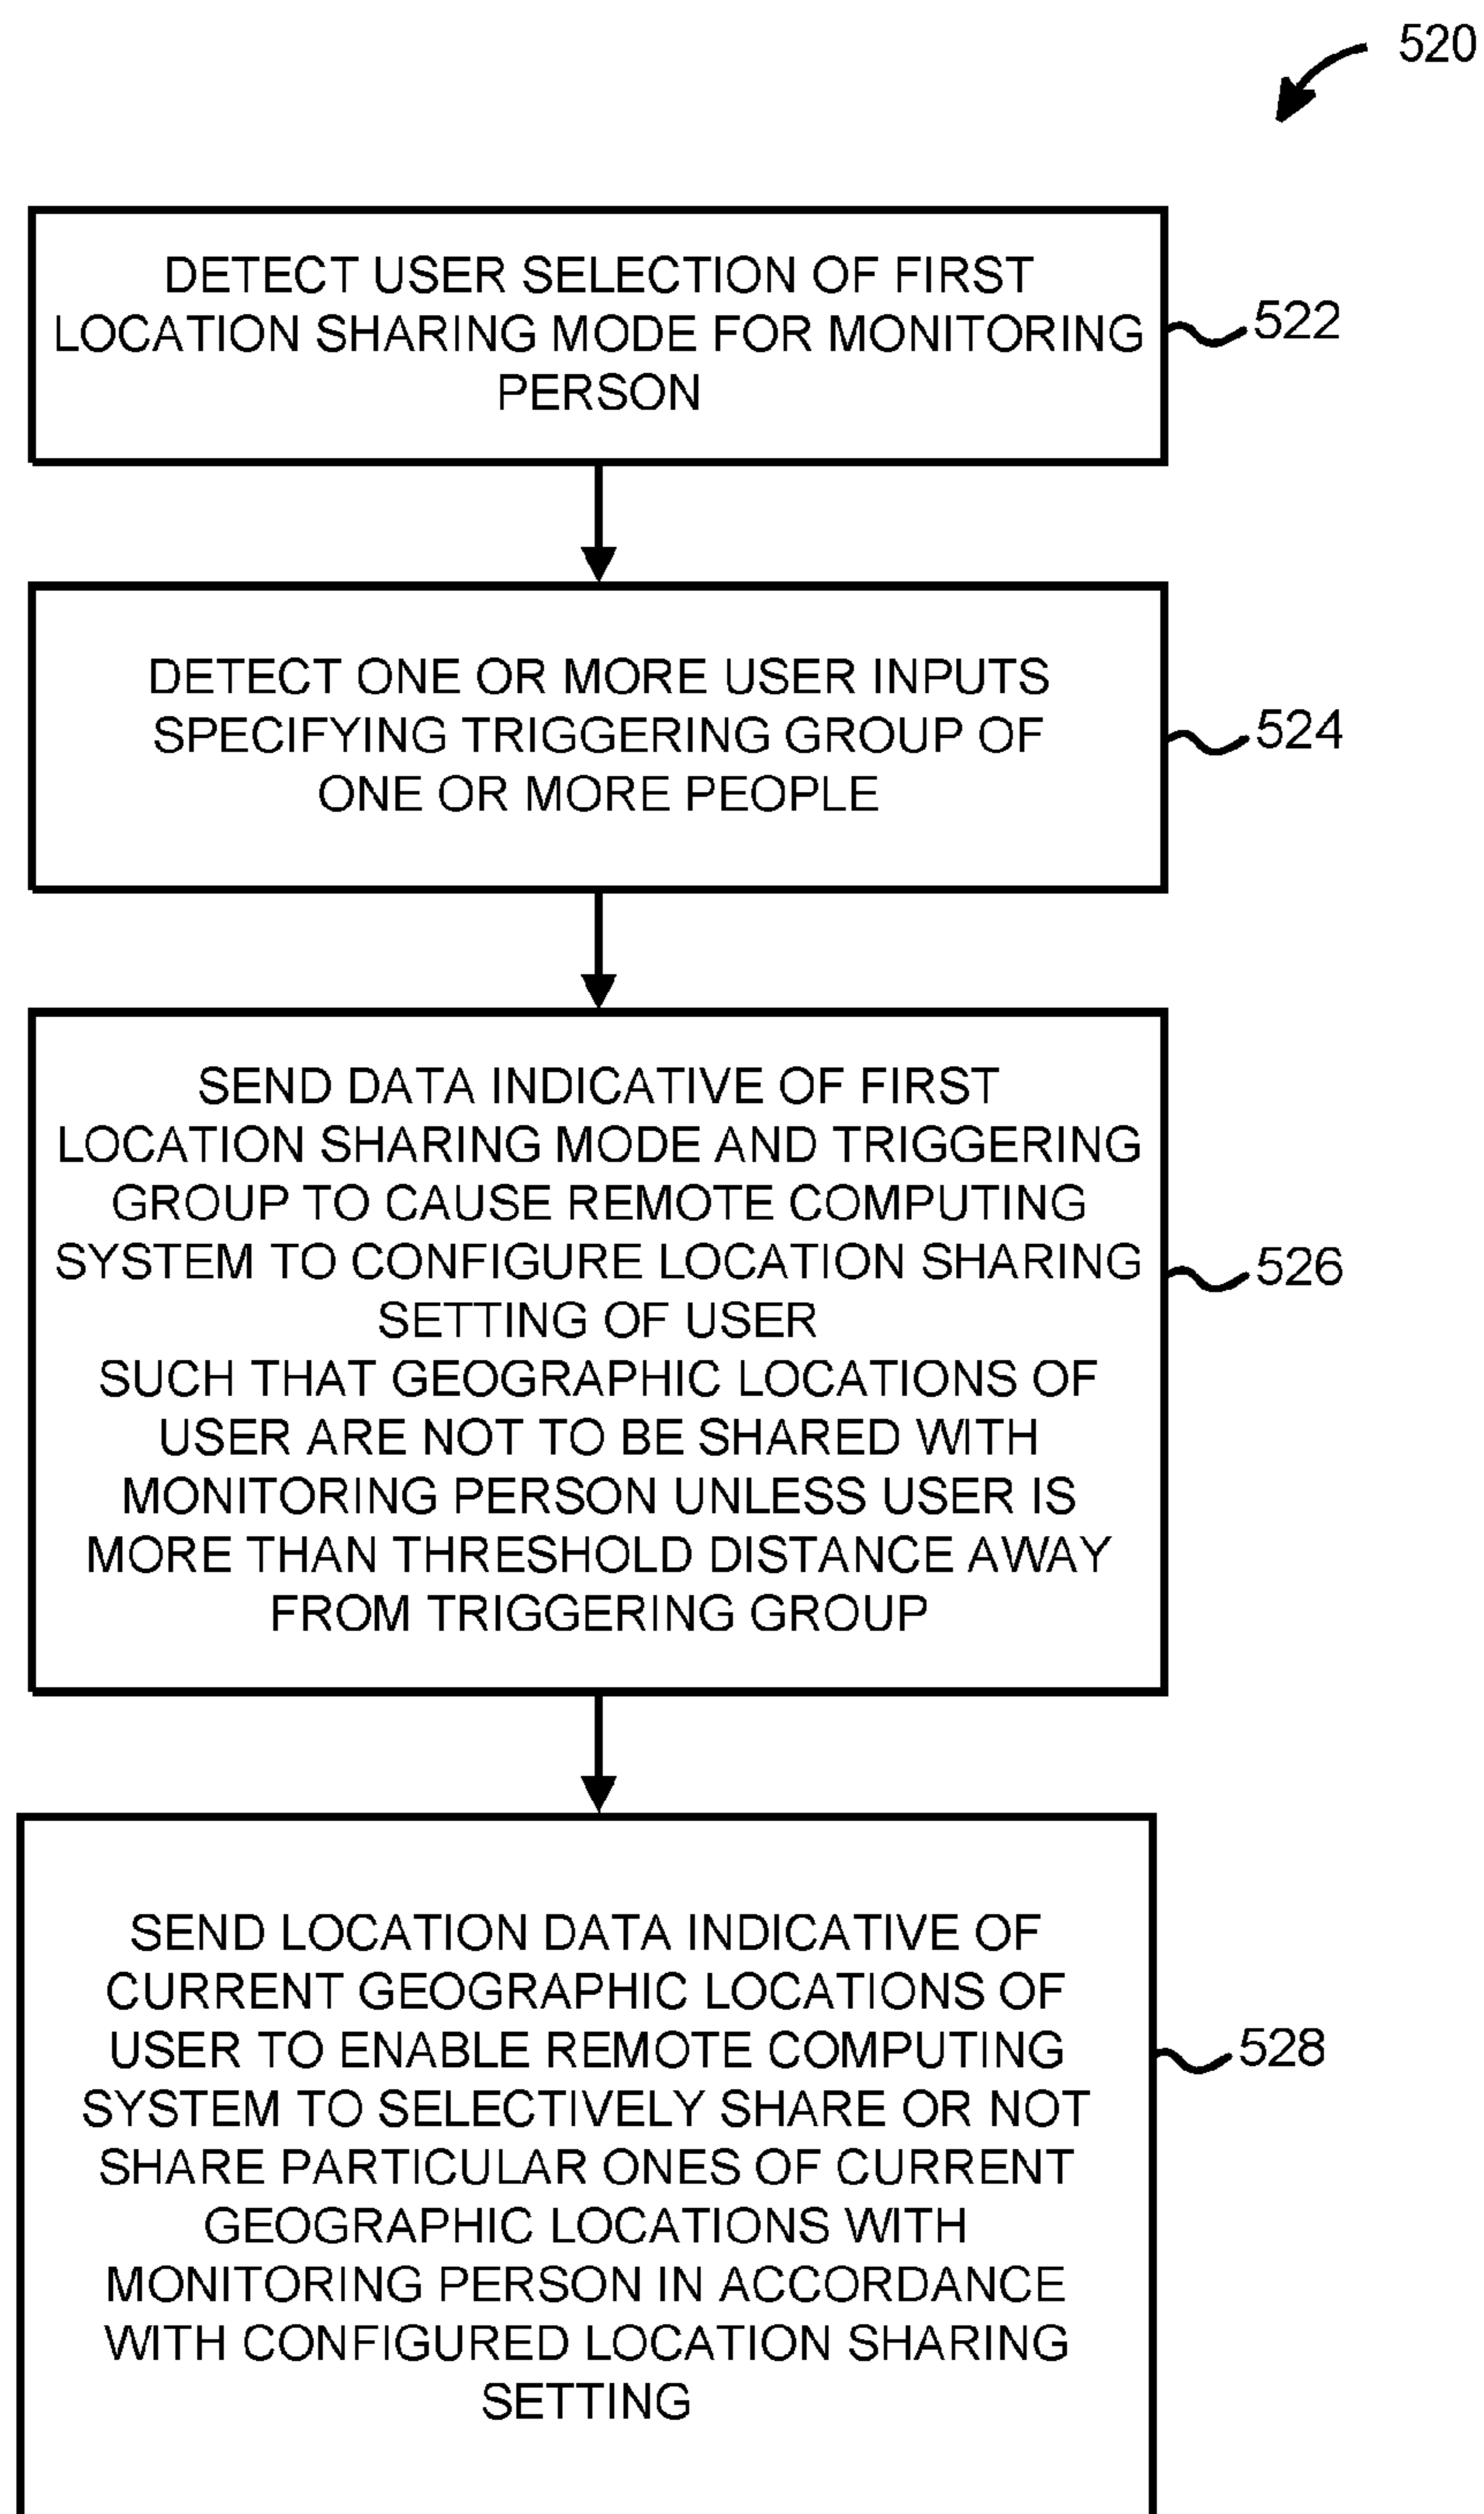 520
DETECT USER SELECTION OF FIRST
LOCATION SHARING MODE FOR MONITORING
PERSON
522
DETECT ONE OR MORE USER INPUTS
SPECIFYING TRIGGERING GROUP OF
ONE OR MORE PEOPLE
524
SEND DATA INDICATIVE OF FIRST
LOCATION SHARING MODE AND TRIGGERING
GROUP TO CAUSE REMOTE COMPUTING
SYSTEM TO CONFIGURE LOCATION SHARING
SETTING OF USER
SUCH THAT GEOGRAPHIC LOCATIONS OF
USER ARE NOT TO BE SHARED WITH
MONITORING PERSON UNLESS USER IS
MORE THAN THRESHOLD DISTANCE AWAY
FROM TRIGGERING GROUP
526
SEND LOCATION DATA INDICATIVE OF
CURRENT GEOGRAPHIC LOCATIONS OF
USER TO ENABLE REMOTE COMPUTING
SYSTEM TO SELECTIVELY SHARE OR NOT
SHARE PARTICULAR ONES OF CURRENT
GEOGRAPHIC LOCATIONS WITH
MONITORING PERSON IN ACCORDANCE
WITH CONFIGURED LOCATION SHARING
SETTING
528